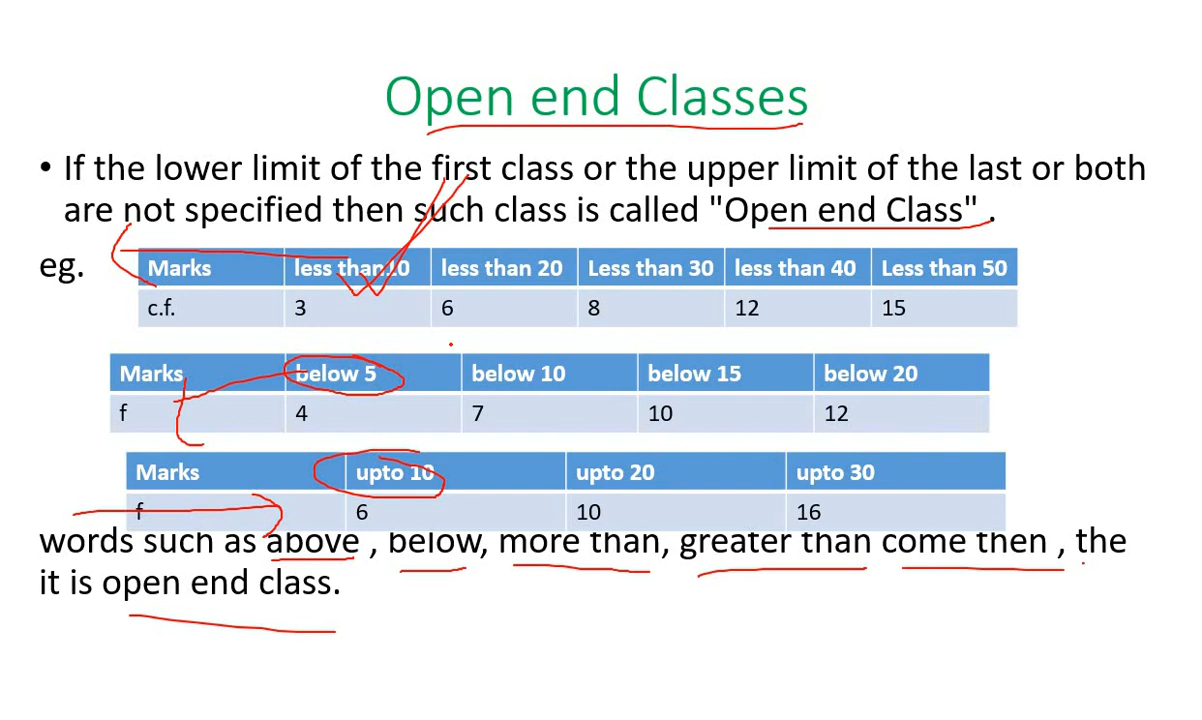 Open end Classes
• If the lower limit of the first class or the upper limit of the last or both
are not specified then such class is called "Open end Class" .
eg.
Marks less than 10 less than 20 Less than 30 less than 40 Less than 50
c.f. 3 6 8 12 15
Marks below 5 below 10 below 15 below 20
f 4 7 10 12
Marks upto 10 upto 20 upto 30
f 6 10 16
words such as above , below, more than, greater than come then , the
it is open end class.